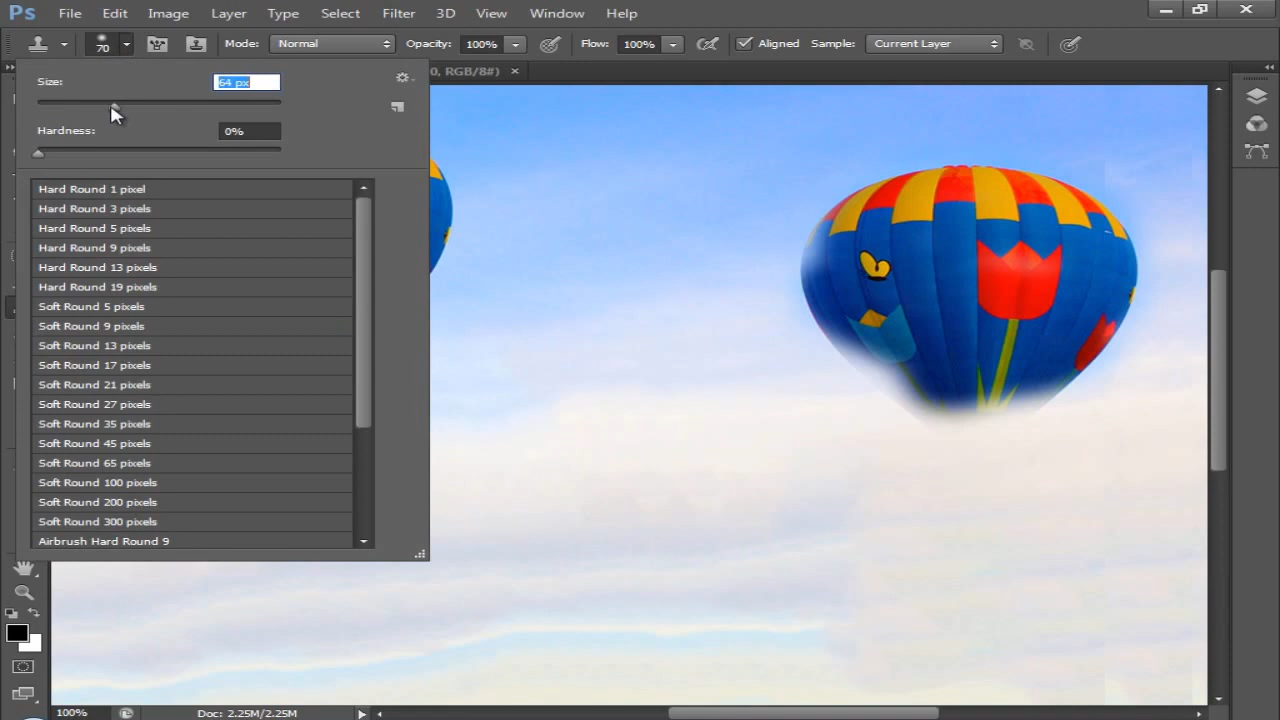 Ps File Edit Image Layer Type Select Filter 3D View Window Help
70 Mode: Normal Opacity: 100% Flow: 100% Aligned Sample: Current Layer
0, RGB/8#) ×
Size: 64 px
Hardness: 0%
Hard Round 1 pixel
Hard Round 3 pixels
Hard Round 5 pixels
Hard Round 9 pixels
Hard Round 13 pixels
Hard Round 19 pixels
Soft Round 5 pixels
Soft Round 9 pixels
Soft Round 13 pixels
Soft Round 17 pixels
Soft Round 21 pixels
Soft Round 27 pixels
Soft Round 35 pixels
Soft Round 45 pixels
Soft Round 65 pixels
Soft Round 100 pixels
Soft Round 200 pixels
Soft Round 300 pixels
Airbrush Hard Round 9
100% Doc: 2.25M/2.25M